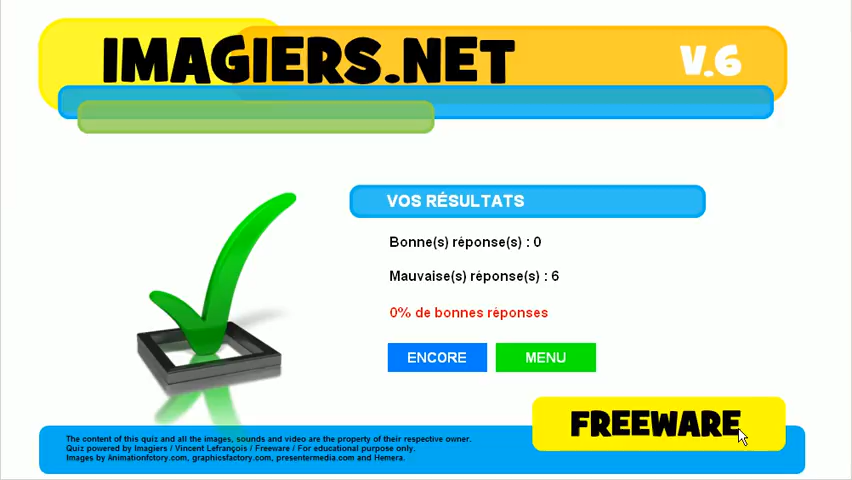 IMAGIERS.NET
V.6
VOS RÉSULTATS
Bonne(s) réponse(s) : 0
Mauvaise(s) réponse(s) : 6
0% de bonnes réponses
ENCORE
MENU
FREEWARE
The content of this quiz and all the images, sounds and video are the property of their respective owner.
Quiz powered by Imagiers / Vincent Lefrançois / Freeware / For educational purpose only.
Images by Animationfctory.com, graphicsfactory.com, presentermedia.com and Hemera.